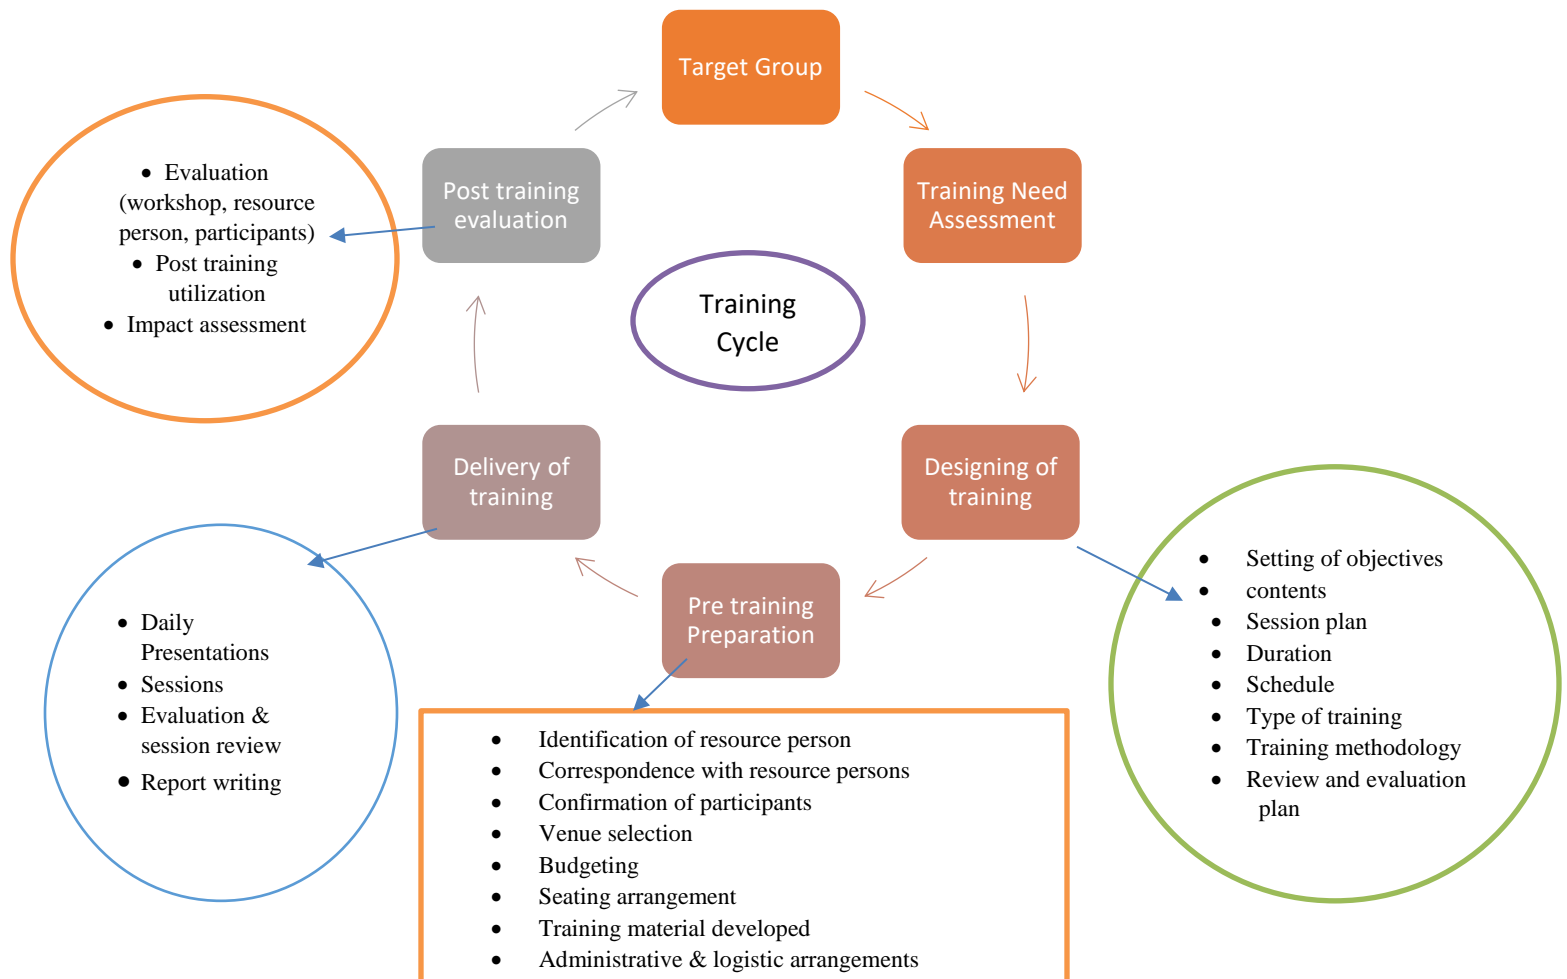 Target Group
Training Need
Assessment
Designing of
training
Pre training
Preparation
Delivery of
training
Post training
evaluation
Training
Cycle
• Evaluation
(workshop, resource
person, participants)
• Post training
utilization
• Impact assessment
• Daily
Presentations
• Sessions
• Evaluation &
session review
• Report writing
• Identification of resource person
• Correspondence with resource persons
• Confirmation of participants
• Venue selection
• Budgeting
• Seating arrangement
• Training material developed
• Administrative & logistic arrangements
• Setting of objectives
• contents
• Session plan
• Duration
• Schedule
• Type of training
• Training methodology
• Review and evaluation
plan